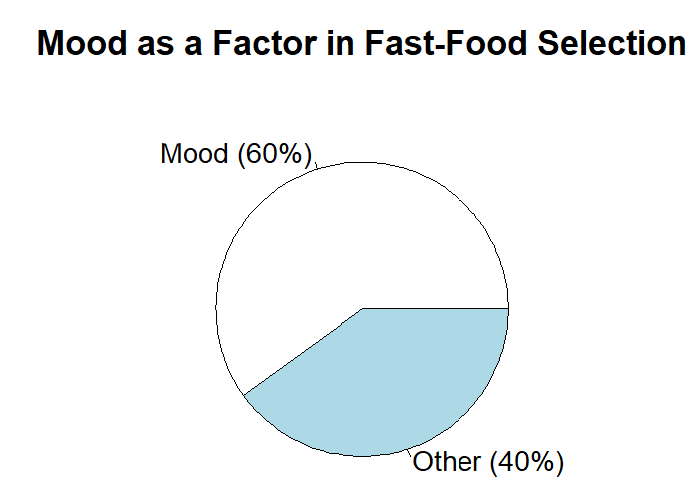 Mood as a Factor in Fast-Food Selection
Mood (60%)
Other (40%)